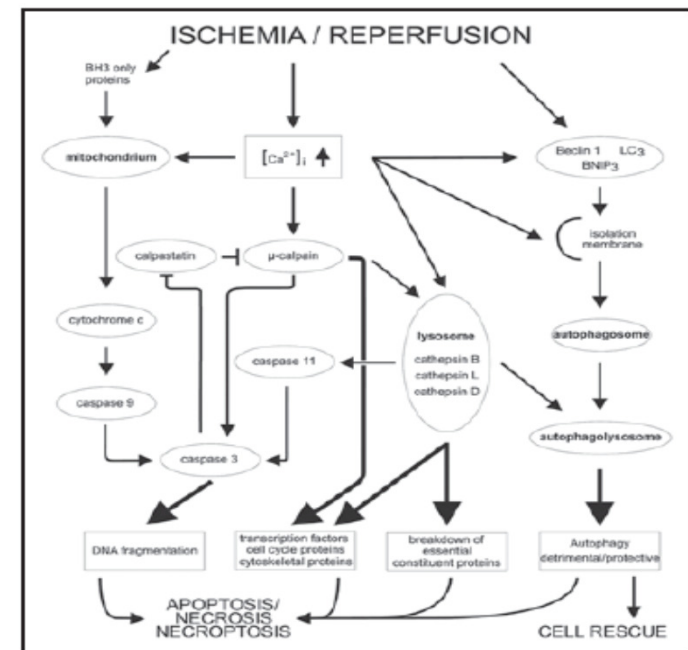 ISCHEMIA / REPERFUSION
BH3 only
proteins
mitochondrium
[Ca²⁺]i
Beclin 1 LC3
BNIP3
isolation
membrane
calpastatin
µ-calpain
cytochrome c
lysosome
cathepsin B
cathepsin L
cathepsin D
autophagosome
caspase 11
caspase 9
caspase 3
autophagolysosome
DNA fragmentation
transcription factors
cell cycle proteins
cytoskeletal proteins
breakdown of
essential
constituent proteins
Autophagy
detrimental/protective
APOPTOSIS/
NECROSIS
NECROPTOSIS
CELL RESCUE